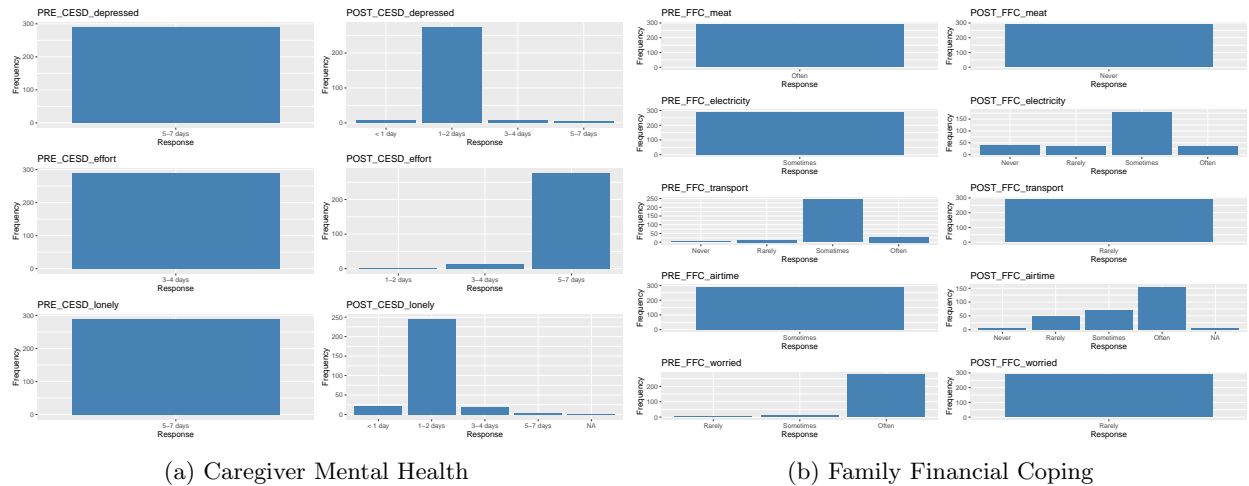 PRE_CESD_depressed
300
200
100
0
Frequency
5–7 days
Response
POST_CESD_depressed
200
100
0
Frequency
< 1 day 1–2 days 3–4 days 5–7 days
Response
PRE_CESD_effort
300
200
100
0
Frequency
3–4 days
Response
POST_CESD_effort
200
100
0
Frequency
1–2 days 3–4 days 5–7 days
Response
PRE_CESD_lonely
300
200
100
0
Frequency
5–7 days
Response
POST_CESD_lonely
250
200
150
100
50
0
Frequency
< 1 day 1–2 days 3–4 days 5–7 days NA
Response
(a) Caregiver Mental Health
PRE_FFC_meat
300
200
100
0
Frequency
Often
Response
POST_FFC_meat
300
200
100
0
Frequency
Never
Response
PRE_FFC_electricity
300
200
100
0
Frequency
Sometimes
Response
POST_FFC_electricity
150
100
50
0
Frequency
Never Rarely Sometimes Often
Response
PRE_FFC_transport
250
200
150
100
50
0
Frequency
Never Rarely Sometimes Often
Response
POST_FFC_transport
300
200
100
0
Frequency
Rarely
Response
PRE_FFC_airtime
300
200
100
0
Frequency
Sometimes
Response
POST_FFC_airtime
150
100
50
0
Frequency
Never Rarely Sometimes Often NA
Response
PRE_FFC_worried
200
100
0
Frequency
Rarely Sometimes Often
Response
POST_FFC_worried
300
200
100
0
Frequency
Rarely
Response
(b) Family Financial Coping